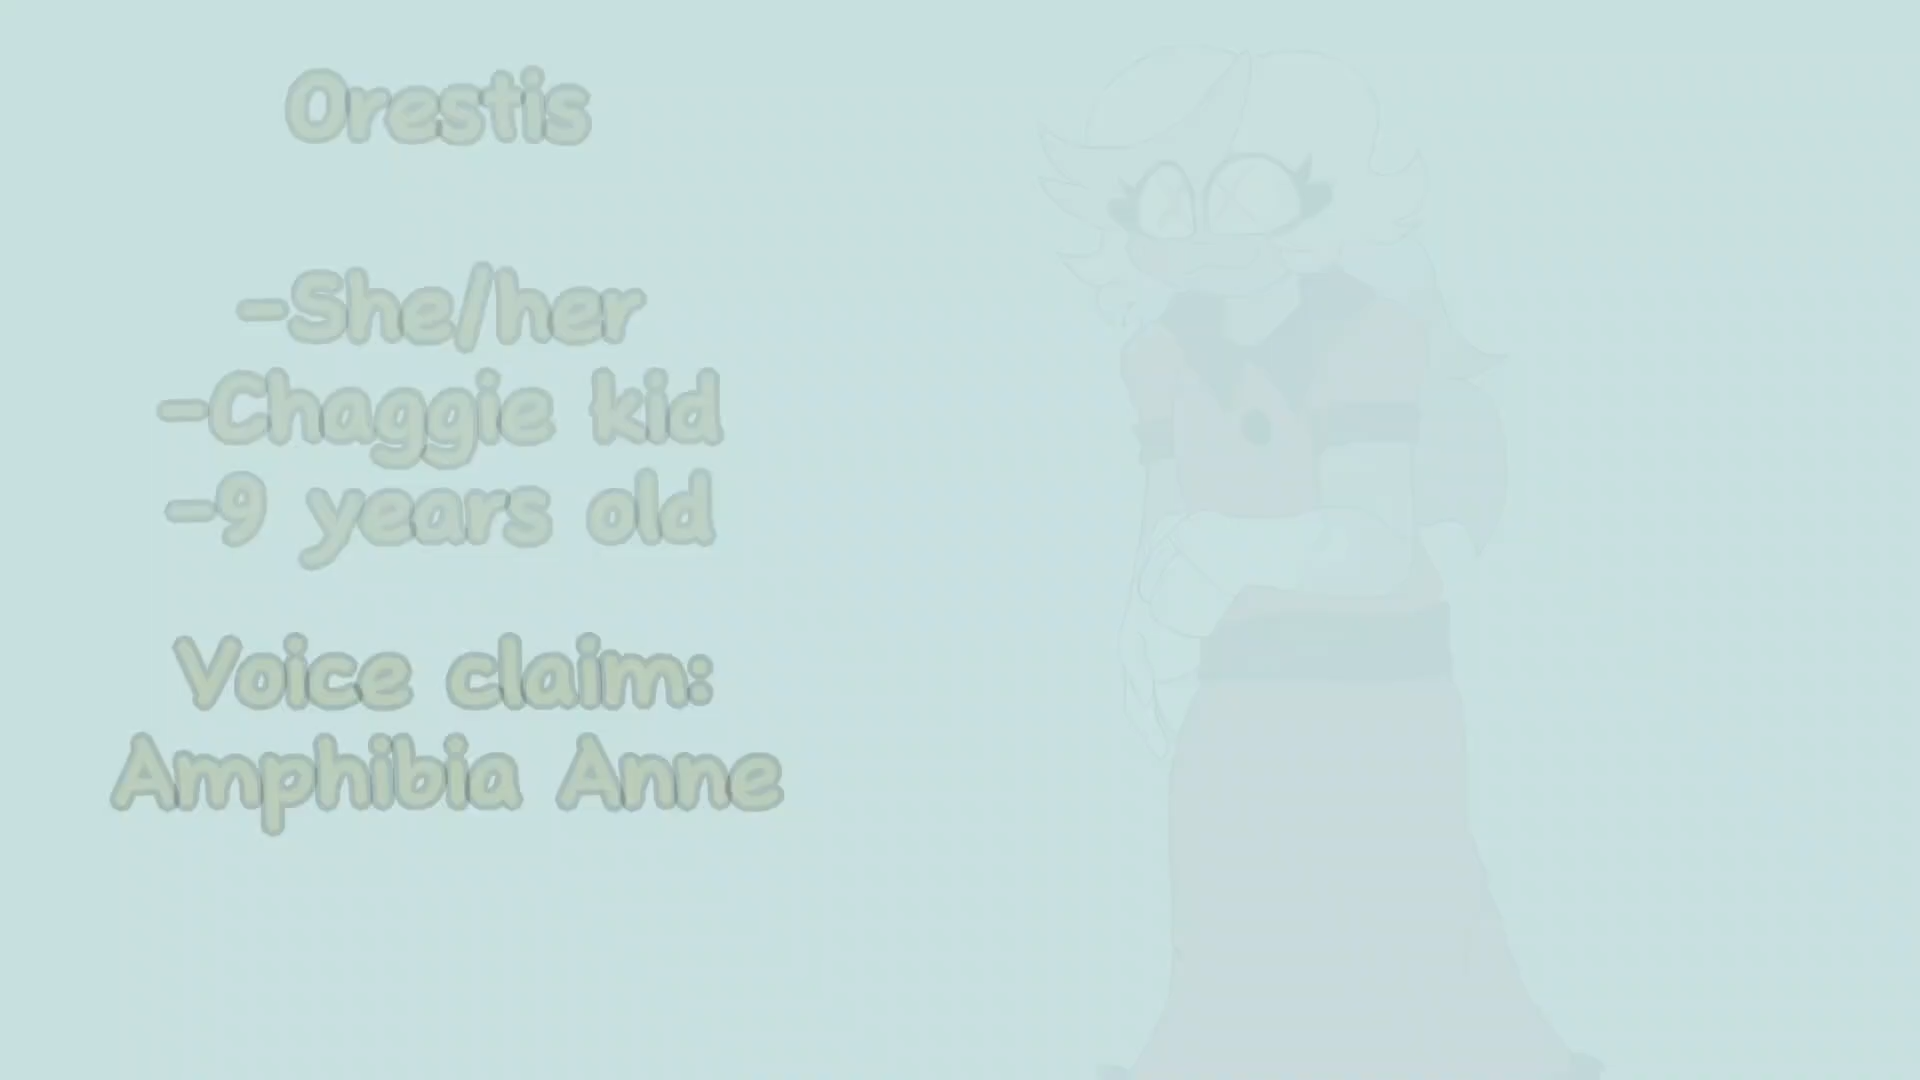 Orestis
-She/her
-Chaggie kid
-9 years old
Voice claim:
Amphibia Anne